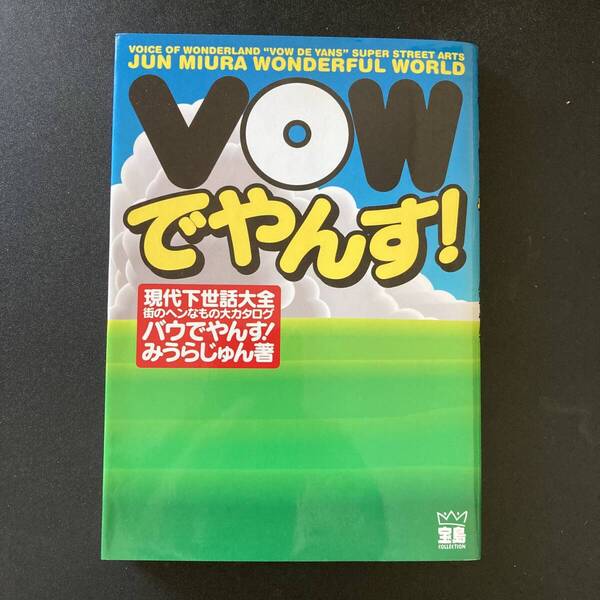 VOICE OF WONDERLAND "VOW DE YANS" SUPER STREET ARTS
JUN MIURA WONDERFUL WORLD
VOW
でやんす!
現代下世話大全
街のヘンなもの大カタログ
バウでやんす!
みうらじゅん著
宝島
COLLECTION